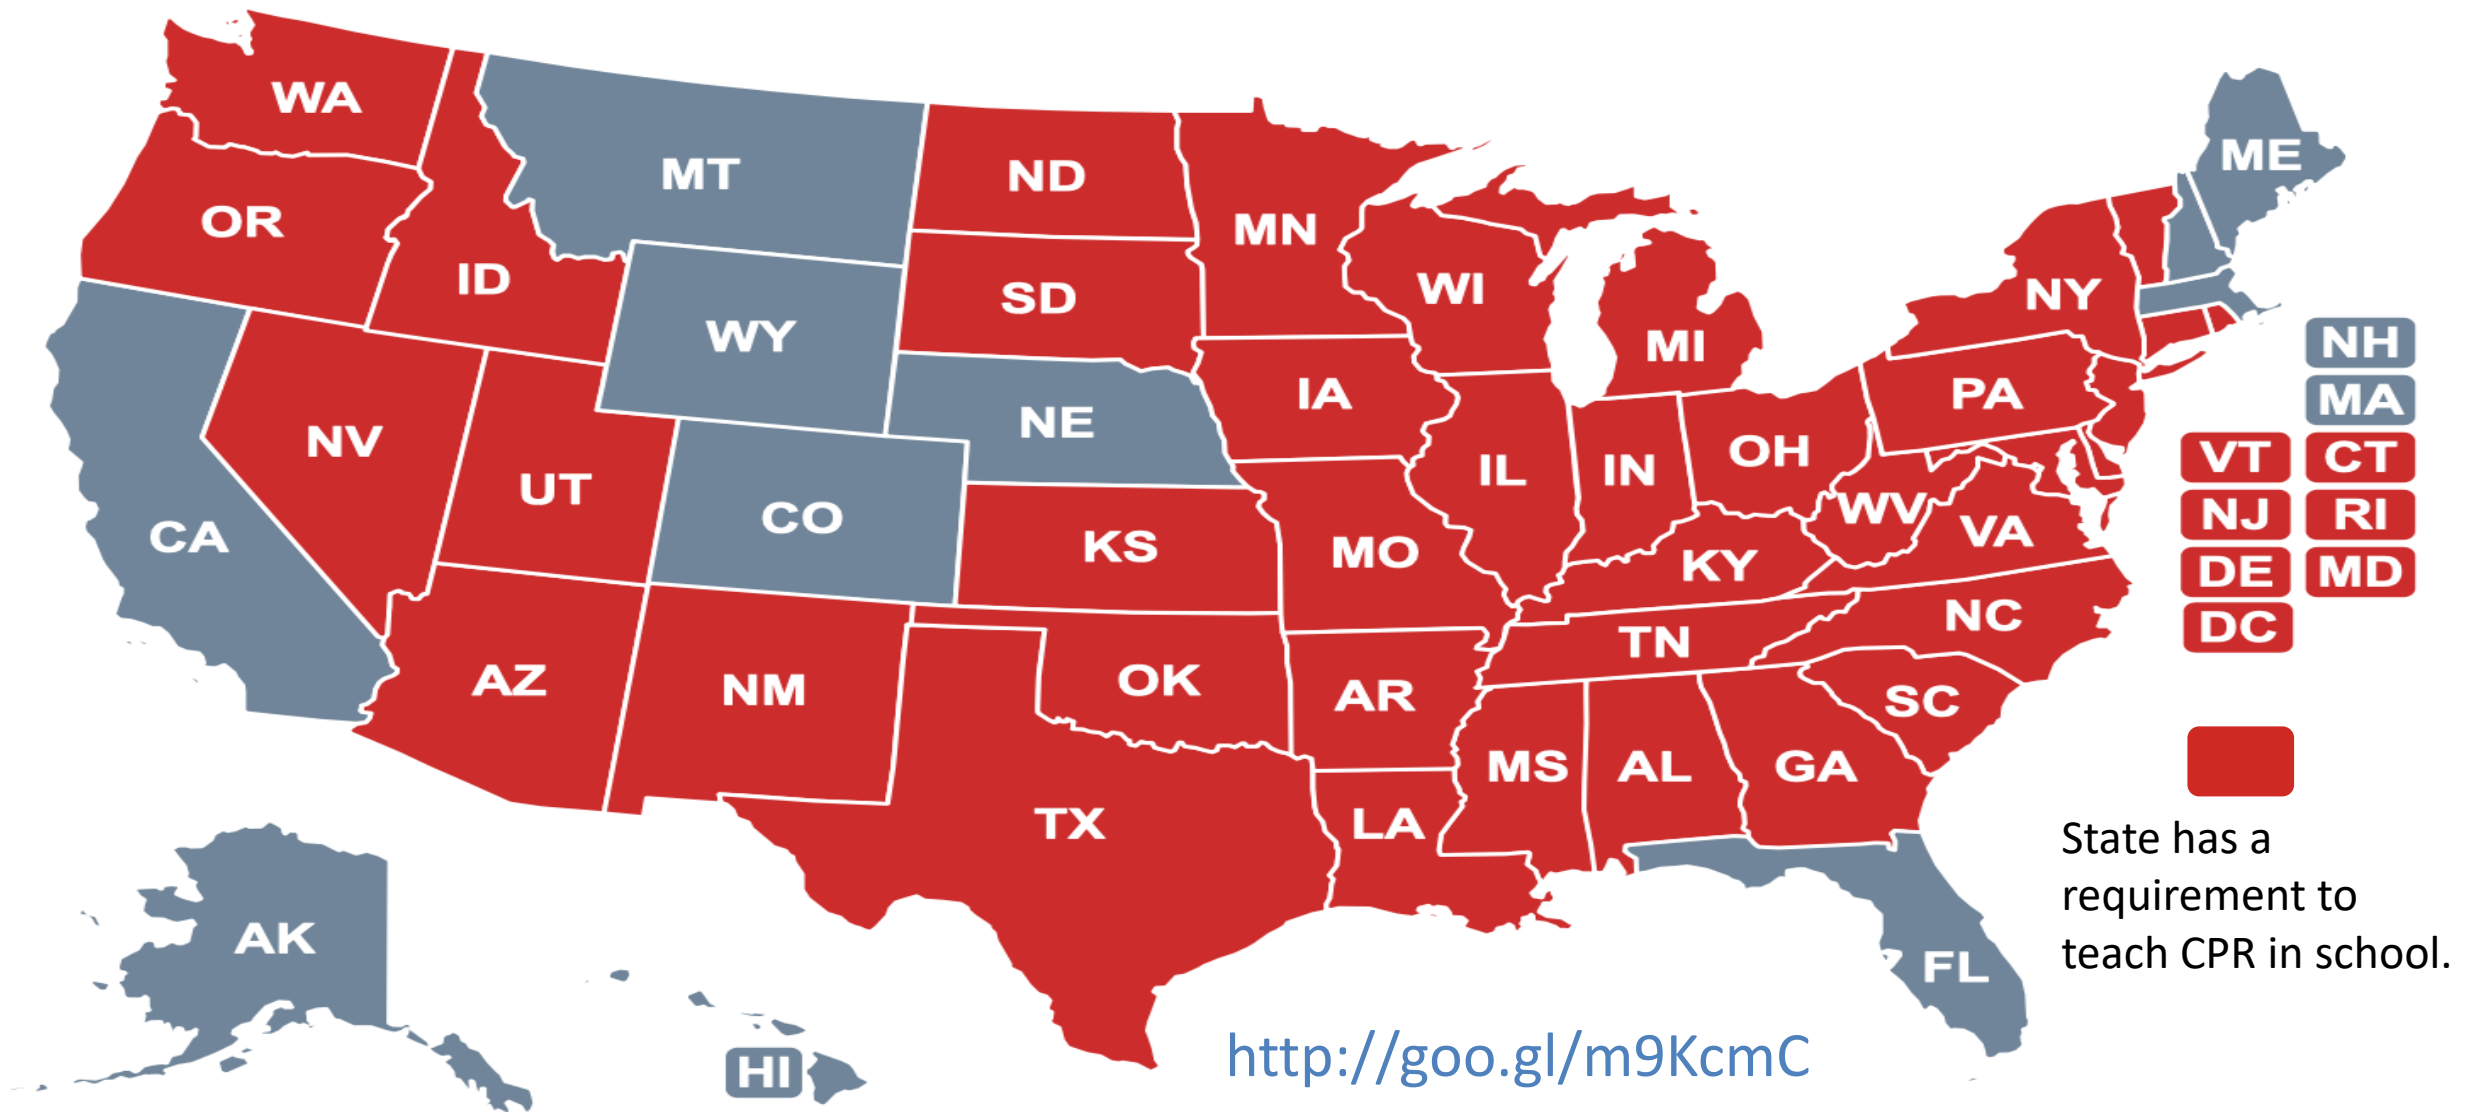 WA
MT
ND
MN
ME
OR
ID
SD
WI
NY
WY
MI
NH
NE
IA
PA
MA
NV
UT
CO
IL
IN
OH
VT
CT
CA
KS
MO
WV
VA
NJ
RI
KY
DE
MD
NC
DC
TN
AZ
NM
OK
AR
SC
MS
AL
GA
TX
LA
State has a
requirement to
teach CPR in school.
AK
FL
HI
http://goo.gl/m9KcmC